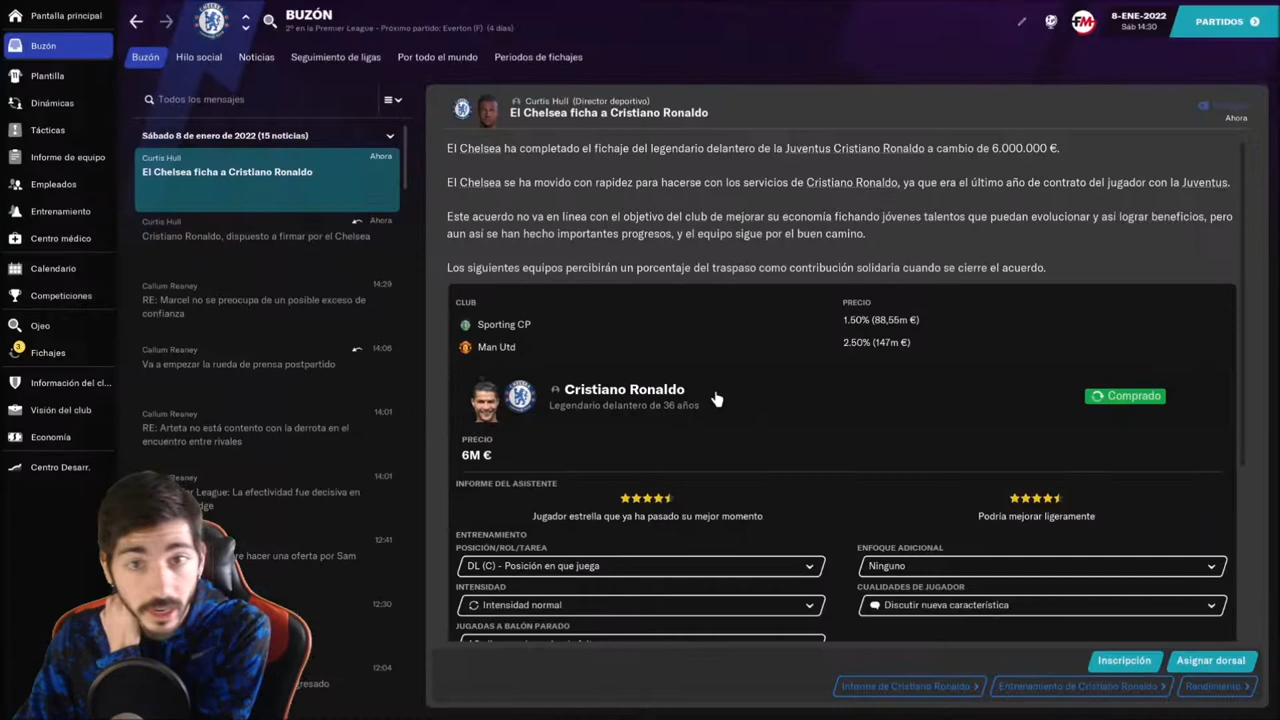 Pantalla principal
BUZÓN
2º en la Premier League - Próximo partido: Everton (F) (4 días)
FM
8-ENE-2022
Sáb 14:30
PARTIDOS
Buzón
Plantilla
Dinámicas
Tácticas
Informe de equipo
Empleados
Entrenamiento
Centro médico
Calendario
Competiciones
Ojeo
3
Fichajes
Información del cl...
Visión del club
Economía
Centro Desarr.
Buzón
Hilo social
Noticias
Seguimiento de ligas
Por todo el mundo
Periodos de fichajes
Todos los mensajes
Sábado 8 de enero de 2022 (15 noticias)
Curtis Hull
Ahora
El Chelsea ficha a Cristiano Ronaldo
Curtis Hull
Ahora
Cristiano Ronaldo, dispuesto a firmar por el Chelsea
Callum Reaney
14:29
RE: Marcel no se preocupa de un posible exceso de
confianza
Callum Reaney
14:06
Va a empezar la rueda de prensa postpartido
Callum Reaney
14:01
RE: Arteta no está contento con la derrota en el
encuentro entre rivales
Reaney
14:01
League: La efectividad fue decisiva en
12:41
hacer una oferta por Sam
12:30
12:04
Curtis Hull (Director deportivo)
El Chelsea ficha a Cristiano Ronaldo
Ahora
El Chelsea ha completado el fichaje del legendario delantero de la Juventus Cristiano Ronaldo a cambio de 6.000.000 €.
El Chelsea se ha movido con rapidez para hacerse con los servicios de Cristiano Ronaldo, ya que era el último año de contrato del jugador con la Juventus.
Este acuerdo no va en línea con el objetivo del club de mejorar su economía fichando jóvenes talentos que puedan evolucionar y así lograr beneficios, pero
aun así se han hecho importantes progresos, y el equipo sigue por el buen camino.
Los siguientes equipos percibirán un porcentaje del traspaso como contribución solidaria cuando se cierre el acuerdo.
CLUB
PRECIO
Sporting CP
1.50% (88,55m €)
Man Utd
2.50% (147m €)
Cristiano Ronaldo
Legendario delantero de 36 años
Comprado
PRECIO
6M €
INFORME DEL ASISTENTE
Jugador estrella que ya ha pasado su mejor momento
Podría mejorar ligeramente
ENTRENAMIENTO
POSICIÓN/ROL/TAREA
ENFOQUE ADICIONAL
DL (C) - Posición en que juega
Ninguno
INTENSIDAD
CUALIDADES DE JUGADOR
Intensidad normal
Discutir nueva característica
JUGADAS A BALÓN PARADO
Inscripción
Asignar dorsal
Informe de Cristiano Ronaldo
Entrenamiento de Cristiano Ronaldo
Rendimiento